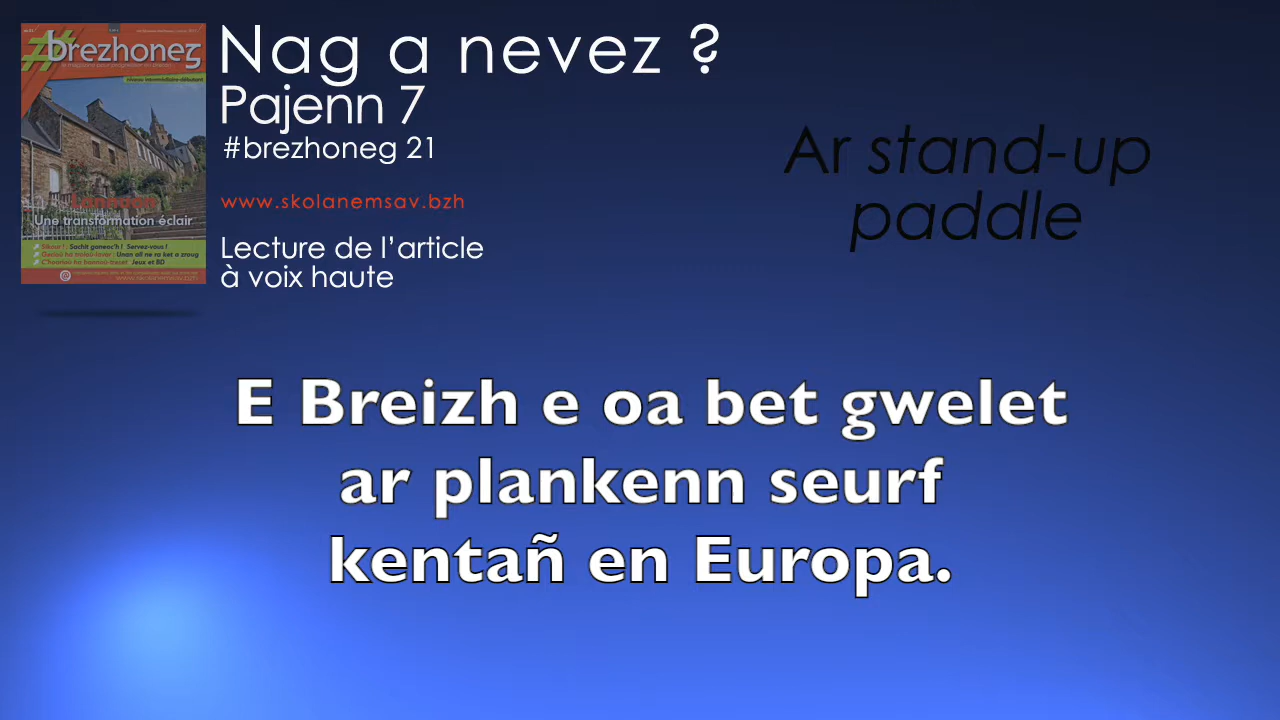 #brezhoneg
Lannuon
Une transformation éclair
Nag a nevez ?
Pajenn 7
#brezhoneg 21
www.skolanemsav.bzh
Lecture de l’article
à voix haute
Ar stand-up
paddle
E Breizh e oa bet gwelet
ar plankenn seurf
kentañ en Europa.